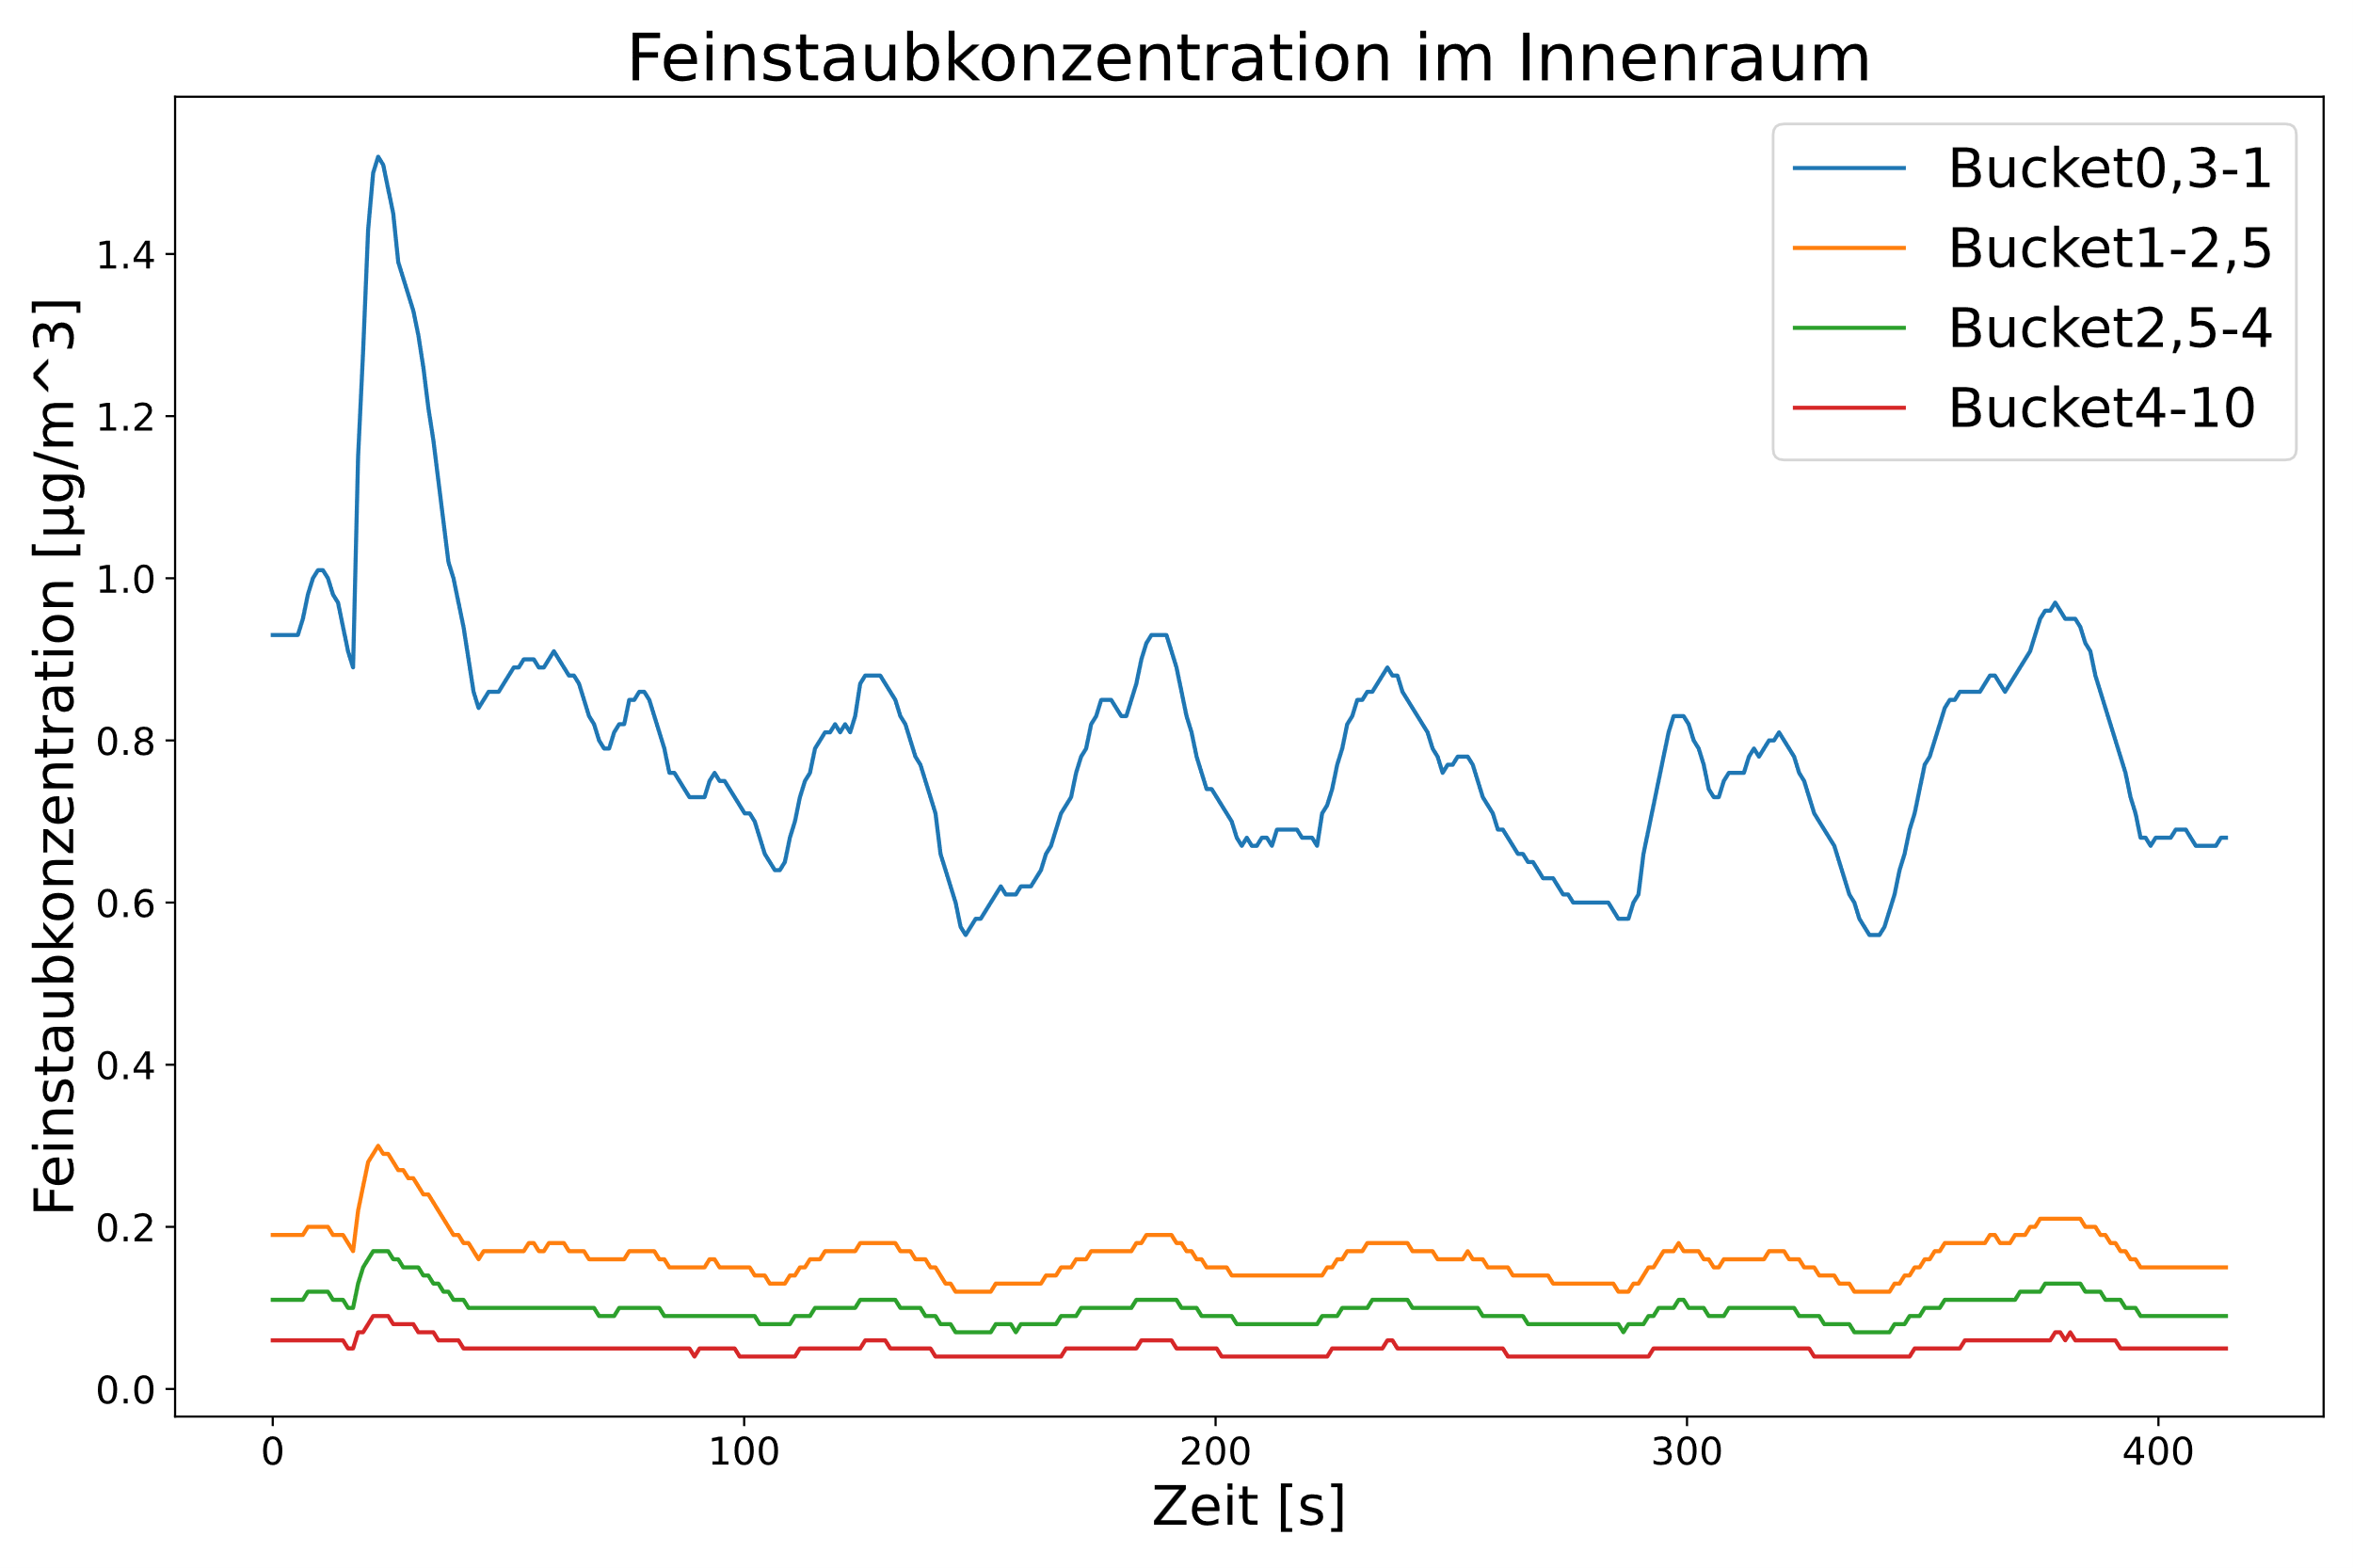 Feinstaubkonzentration im Innenraum
Feinstaubkonzentration [µg/m^3]
1.4
1.2
1.0
0.8
0.6
0.4
0.2
0.0
Bucket0,3-1
Bucket1-2,5
Bucket2,5-4
Bucket4-10
0 100 200 300 400
Zeit [s]